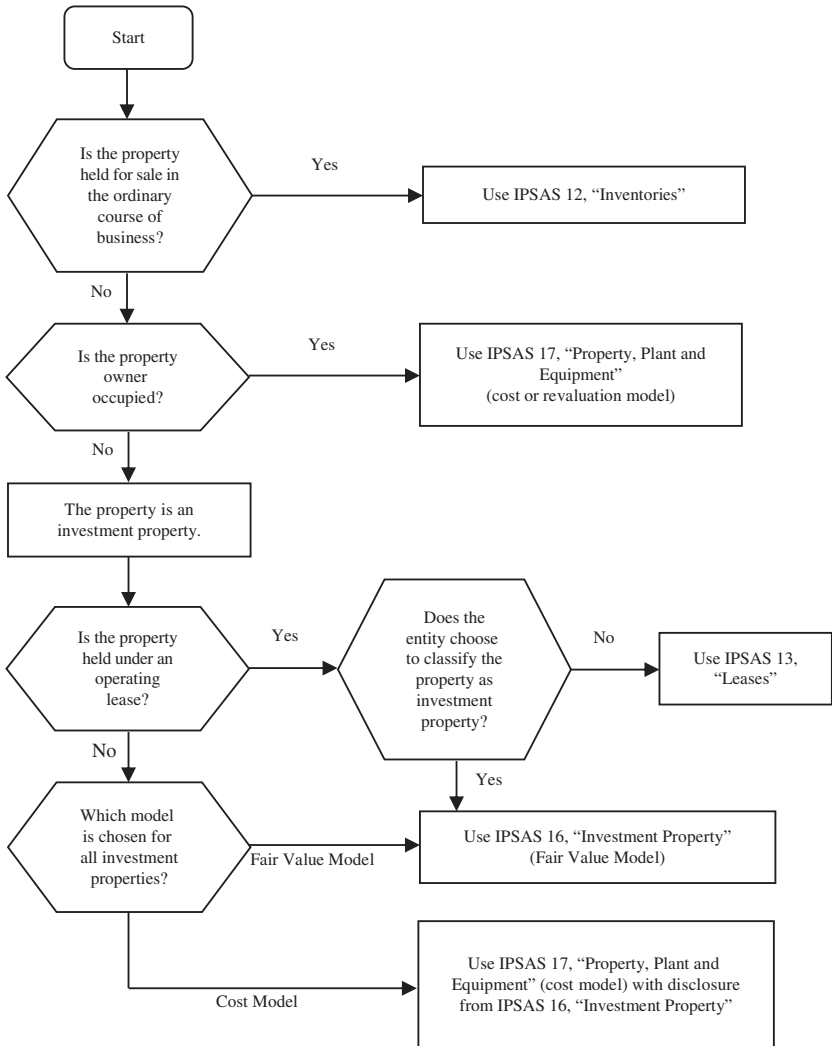 Start
Is the property
held for sale in
the ordinary
course of
business?
Yes
Use IPSAS 12, “Inventories”
No
Is the property
owner
occupied?
Yes
Use IPSAS 17, “Property, Plant and
Equipment”
(cost or revaluation model)
No
The property is an
investment property.
Is the property
held under an
operating
lease?
Yes
Does the
entity choose
to classify the
property as
investment
property?
No
Use IPSAS 13,
“Leases”
No
Yes
Which model
is chosen for
all investment
properties?
Fair Value Model
Use IPSAS 16, “Investment Property”
(Fair Value Model)
Cost Model
Use IPSAS 17, “Property, Plant and
Equipment” (cost model) with disclosure
from IPSAS 16, “Investment Property”